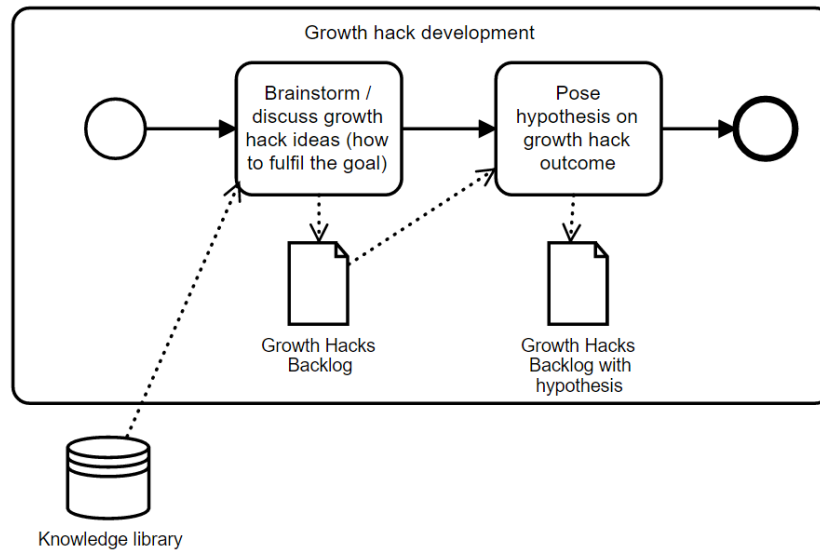 Growth hack development
Brainstorm /
discuss growth
hack ideas (how
to fulfil the goal)
Pose
hypothesis on
growth hack
outcome
Growth Hacks
Backlog
Growth Hacks
Backlog with
hypothesis
Knowledge library